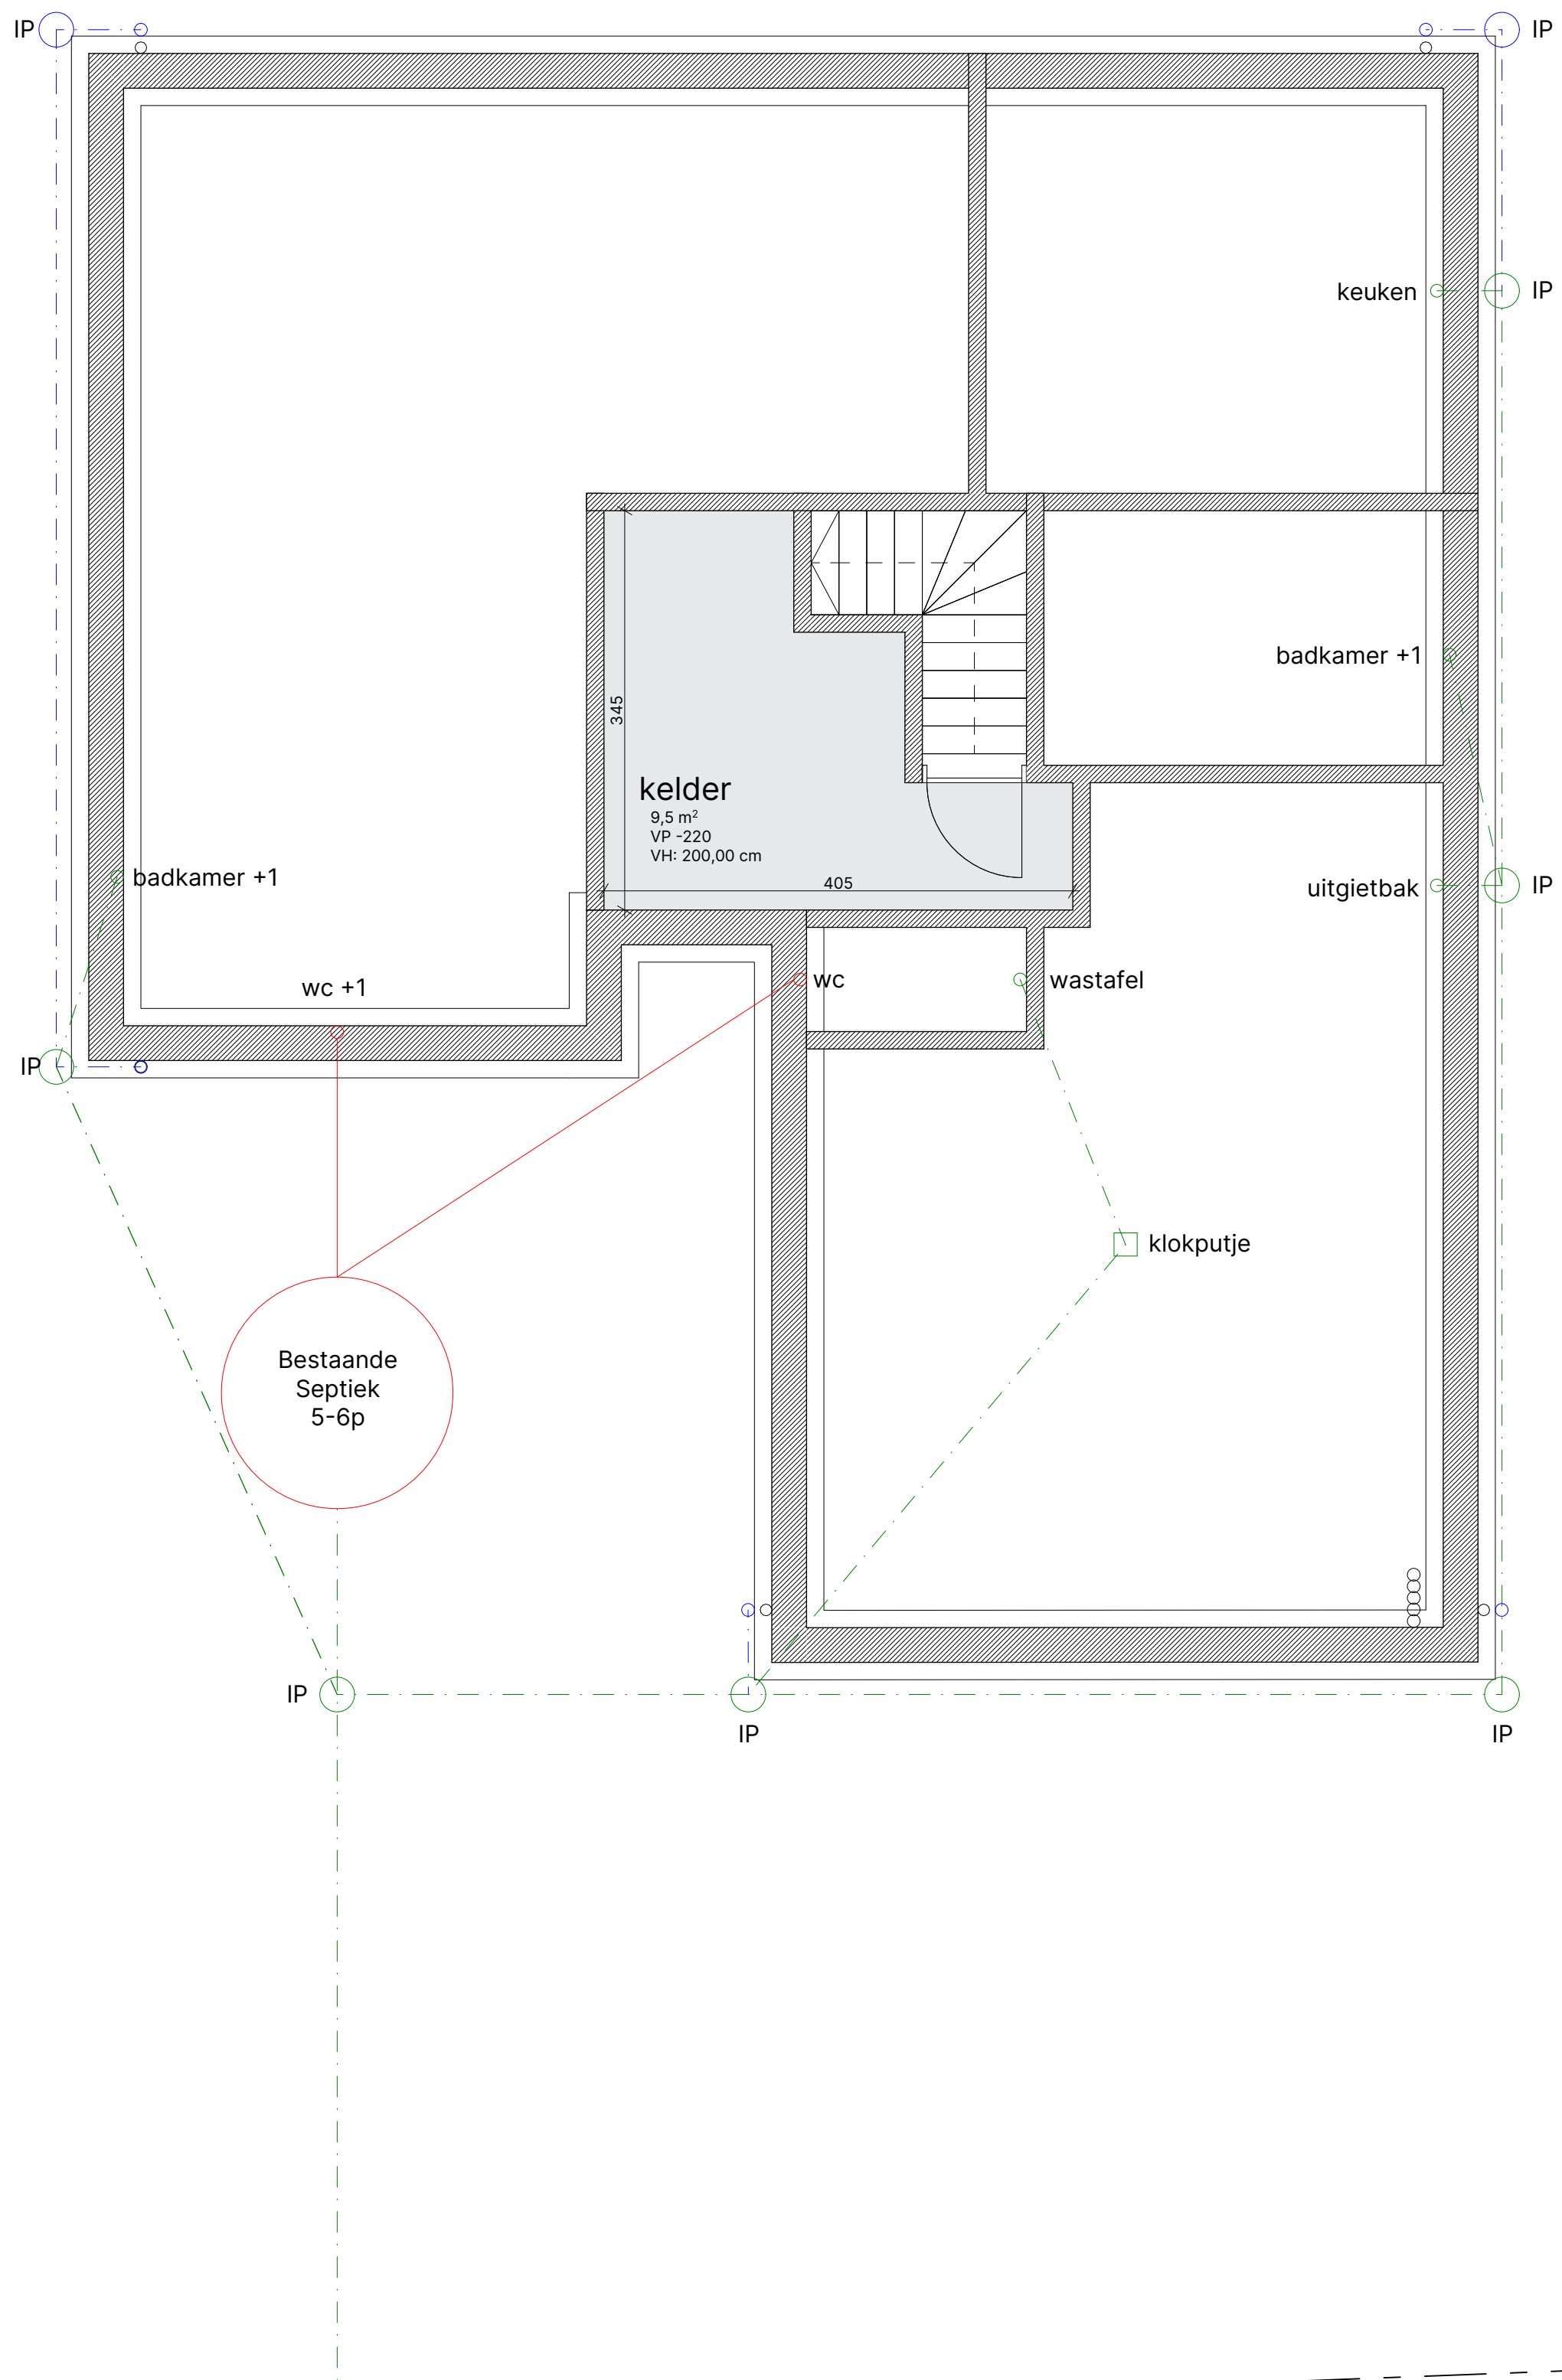 IP
IP
keuken
IP
badkamer +1
345
kelder
9,5 m²
VP -220
VH: 200,00 cm
405
badkamer +1
uitgietbak
IP
wc +1
wc
wastafel
IP
klokputje
Bestaande
Septiek
5-6p
IP
IP
IP